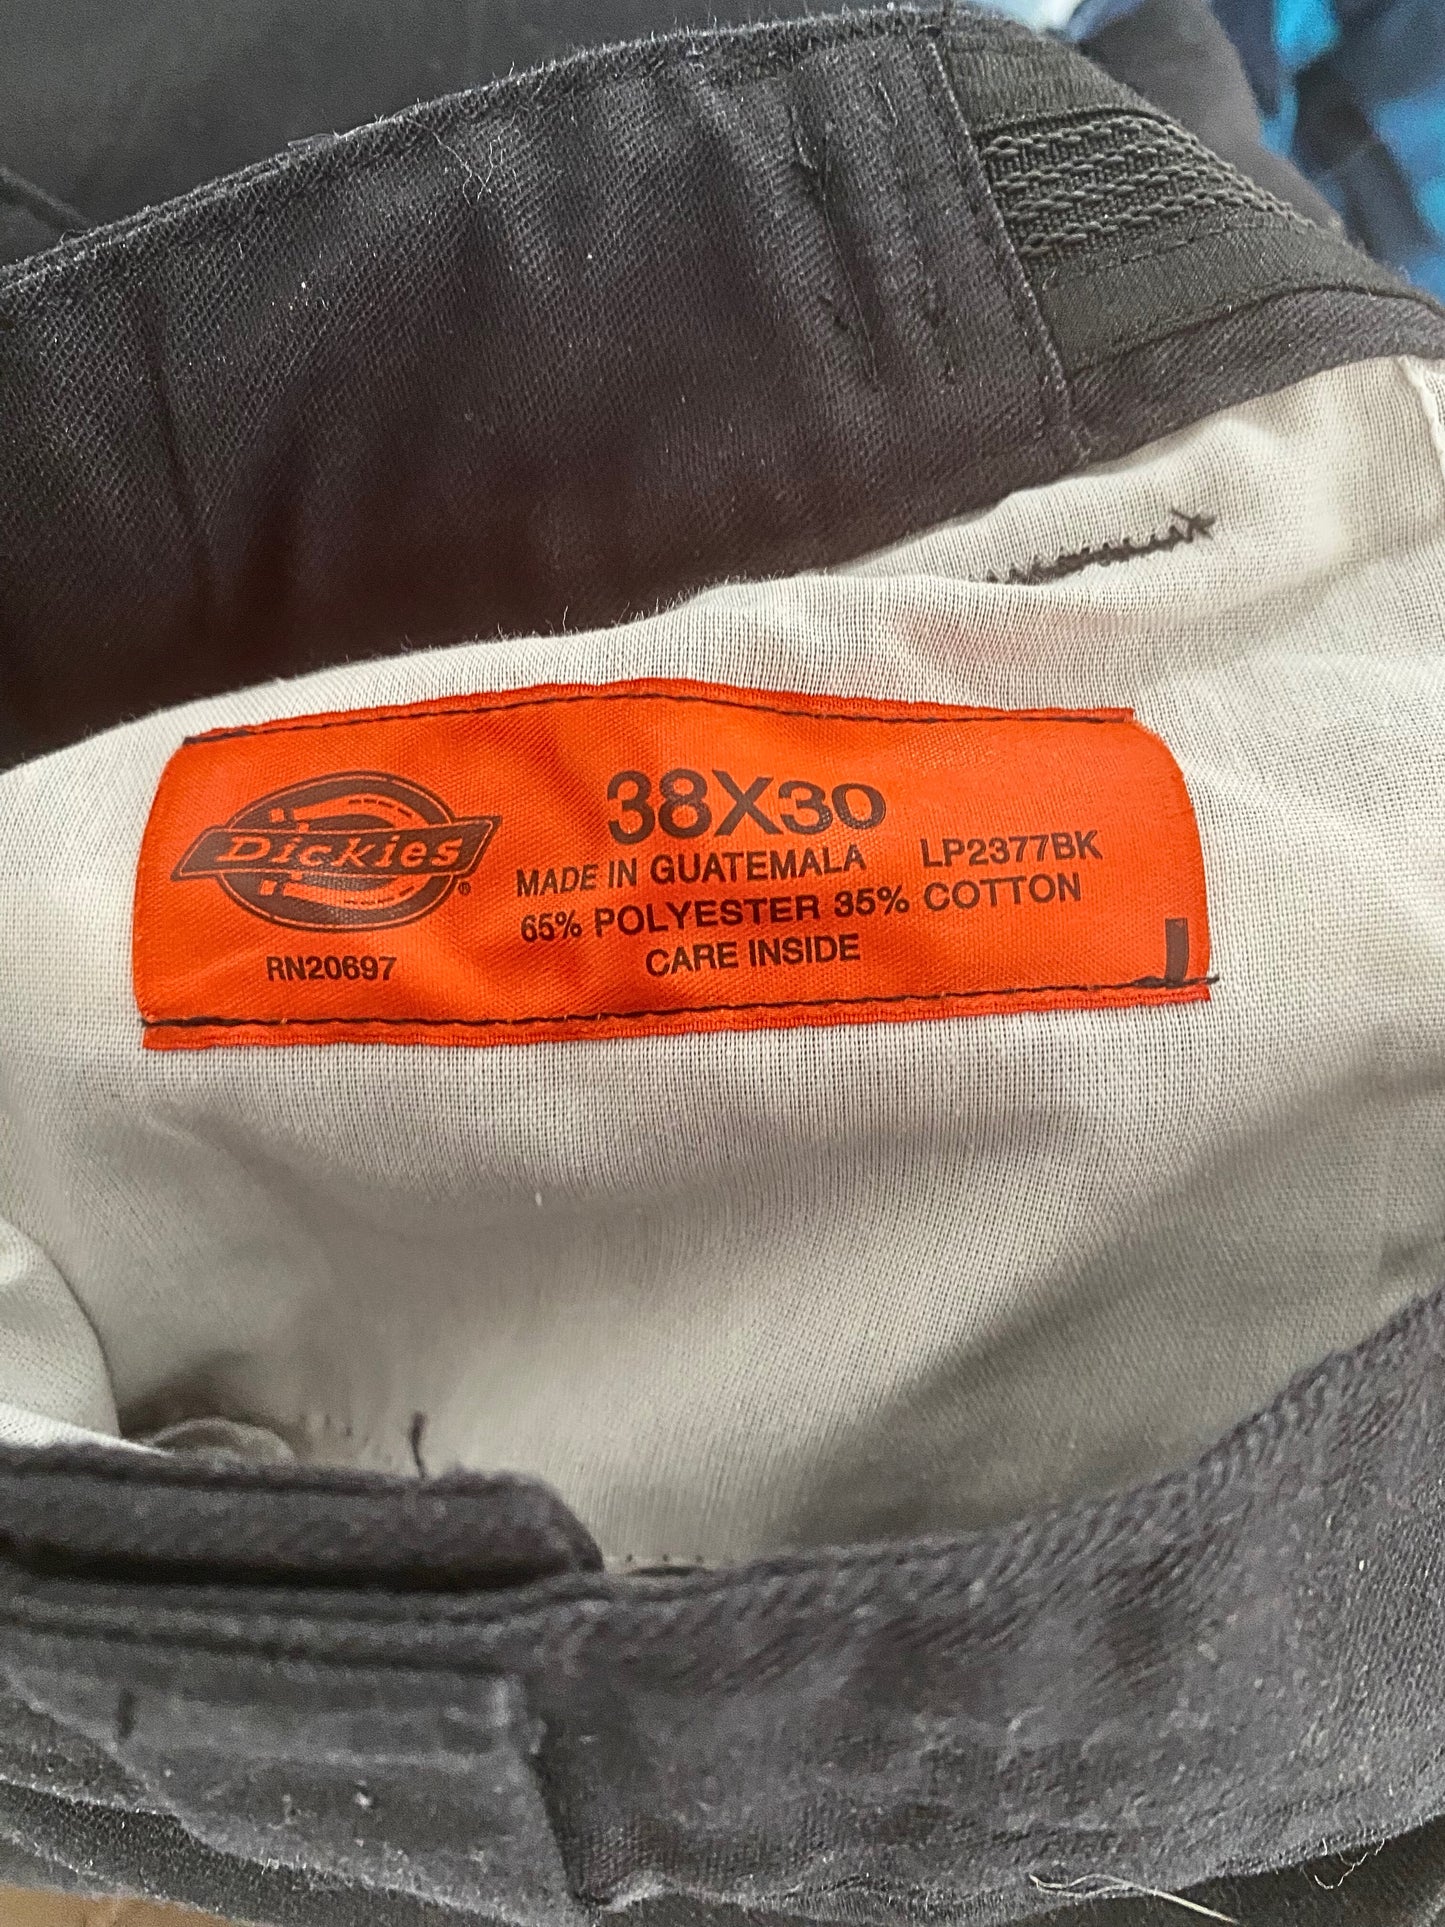 Dickies®
RN20697
38X30
MADE IN GUATEMALA LP2377BK
65% POLYESTER 35% COTTON
CARE INSIDE